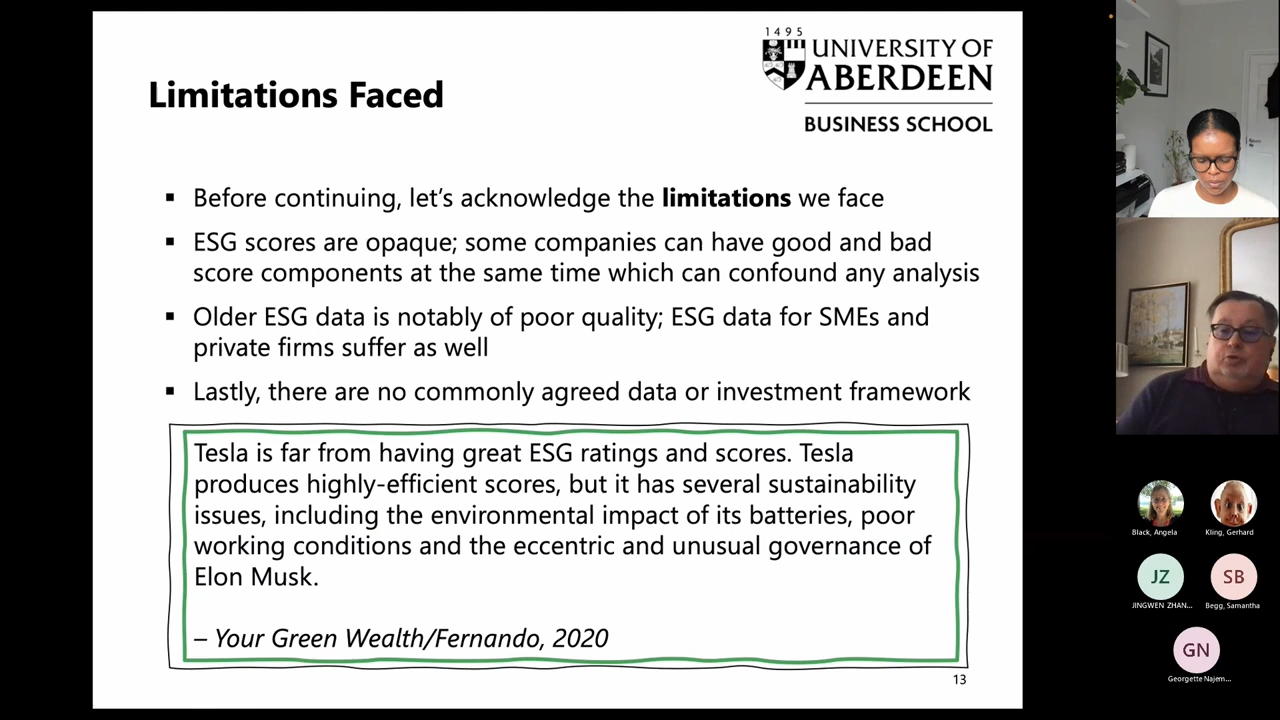 1495
UNIVERSITY OF
ABERDEEN
BUSINESS SCHOOL
Limitations Faced
▪ Before continuing, let’s acknowledge the limitations we face
▪ ESG scores are opaque; some companies can have good and bad
score components at the same time which can confound any analysis
▪ Older ESG data is notably of poor quality; ESG data for SMEs and
private firms suffer as well
▪ Lastly, there are no commonly agreed data or investment framework
Tesla is far from having great ESG ratings and scores. Tesla
produces highly-efficient scores, but it has several sustainability
issues, including the environmental impact of its batteries, poor
working conditions and the eccentric and unusual governance of
Elon Musk.
– Your Green Wealth/Fernando, 2020
13
Black, Angela
Kling, Gerhard
JZ
SB
JINGWEN ZHAN...
Begg, Samantha
GN
Georgette Najem...